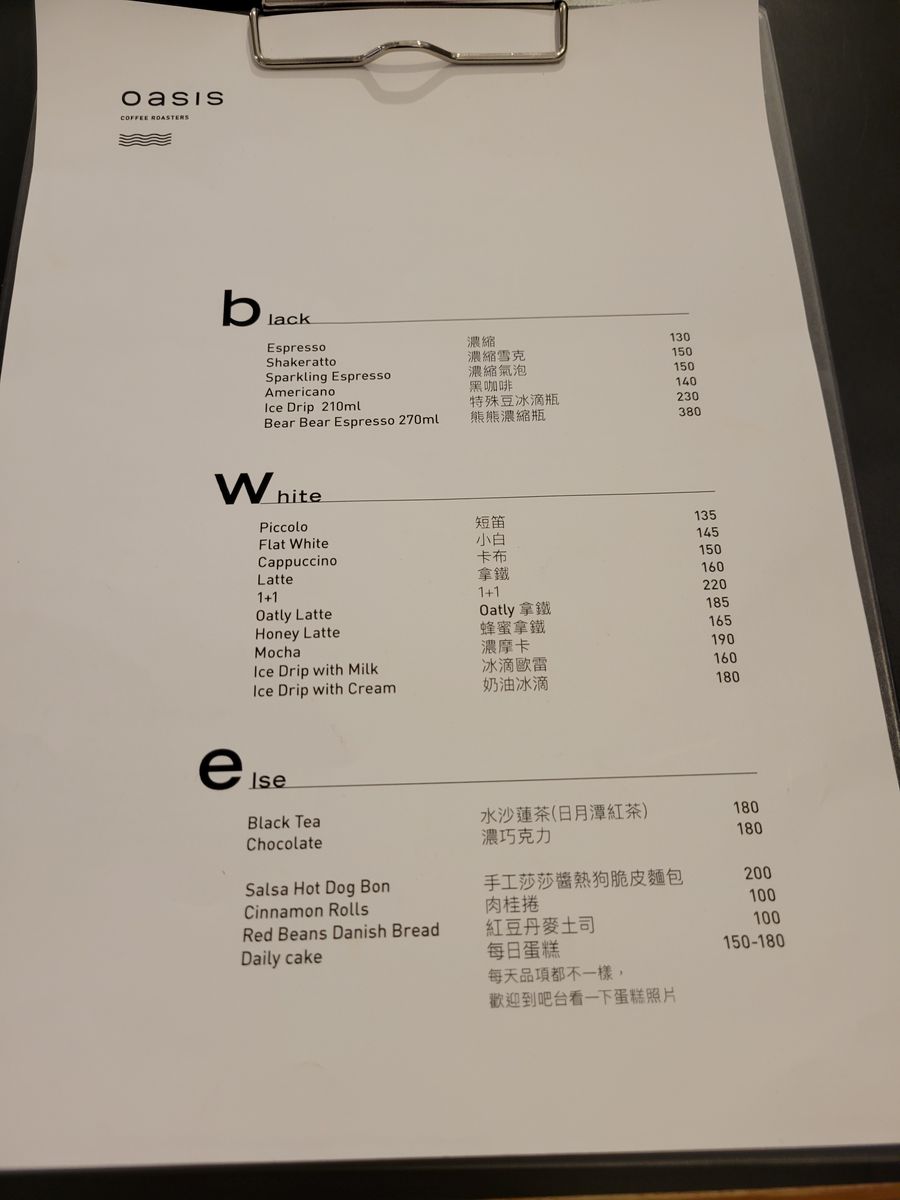 oasis
COFFEE ROASTERS
black
Espresso 濃縮 130
Shakeratto 濃縮雪克 150
Sparkling Espresso 濃縮氣泡 150
Americano 黑咖啡 140
Ice Drip 210ml 特殊豆冰滴瓶 230
Bear Bear Espresso 270ml 熊熊濃縮瓶 380
White
Piccolo 短笛 135
Flat White 小白 145
Cappuccino 卡布 150
Latte 拿鐵 160
1+1 1+1 220
Oatly Latte Oatly 拿鐵 185
Honey Latte 蜂蜜拿鐵 165
Mocha 濃摩卡 190
Ice Drip with Milk 冰滴歐雷 160
Ice Drip with Cream 奶油冰滴 180
else
Black Tea 水沙蓮茶(日月潭紅茶) 180
Chocolate 濃巧克力 180
Salsa Hot Dog Bon 手工莎莎醬熱狗脆皮麵包 200
Cinnamon Rolls 肉桂捲 100
Red Beans Danish Bread 紅豆丹麥土司 100
Daily cake 每日蛋糕 150-180
每天品項都不一樣，
歡迎到吧台看一下蛋糕照片